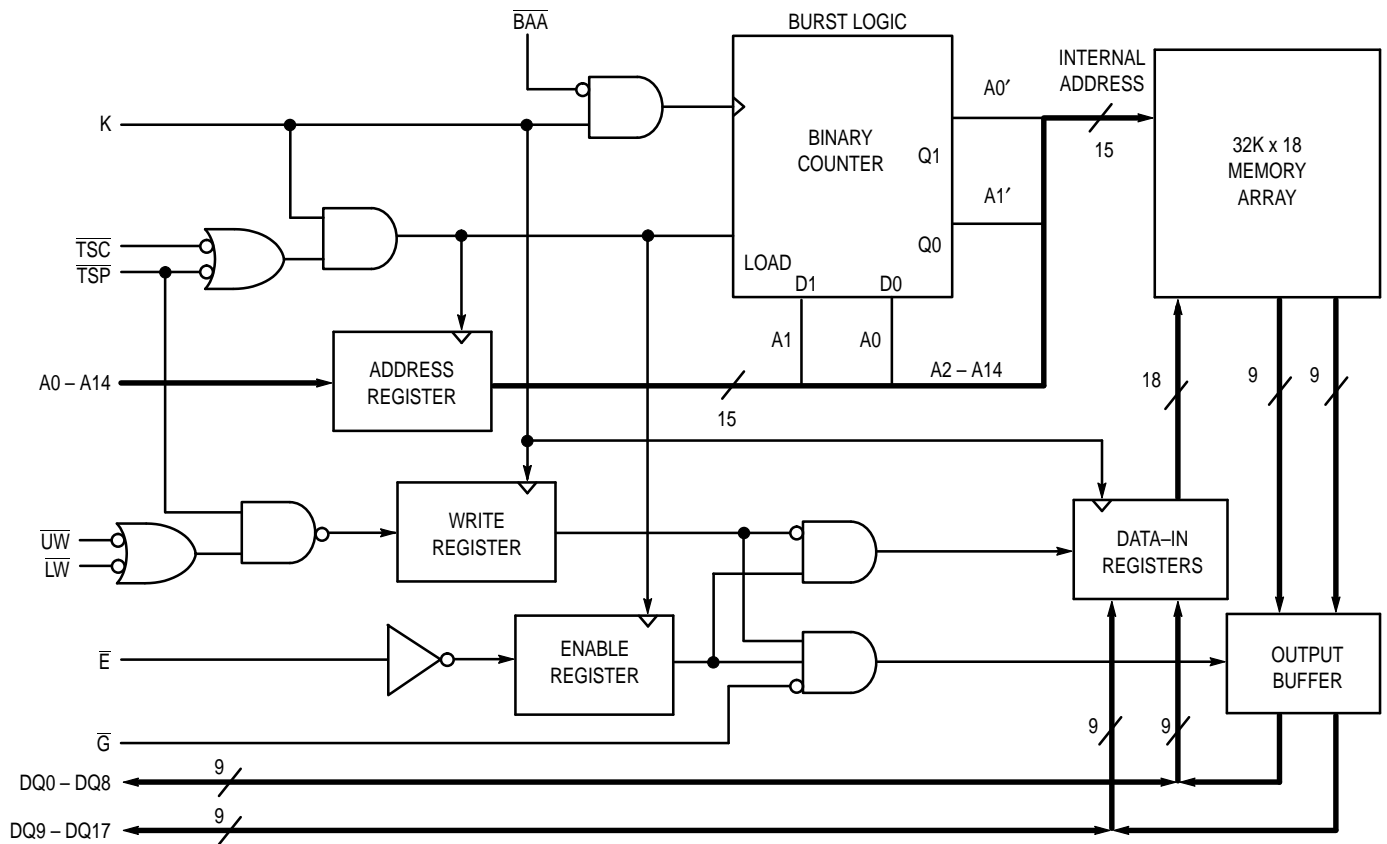 BAA
BURST LOGIC
K
BINARY
COUNTER
A0′
Q1
A1′
Q0
LOAD
D1
D0
INTERNAL
ADDRESS
15
32K x 18
MEMORY
ARRAY
TSC
TSP
A1
A0
A0 – A14
ADDRESS
REGISTER
15
A2 – A14
18
9
9
UW
LW
WRITE
REGISTER
DATA–IN
REGISTERS
E
ENABLE
REGISTER
OUTPUT
BUFFER
G
9
9
DQ0 – DQ8
9
DQ9 – DQ17
9